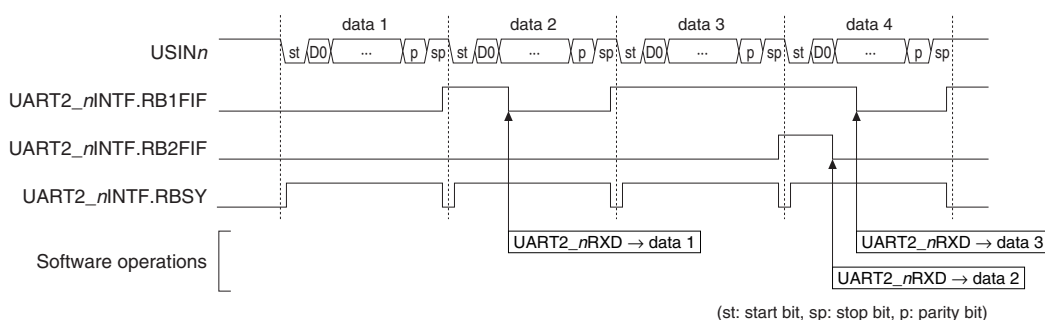 data 1 data 2 data 3 data 4
USINn st D0 ... p sp st D0 ... p sp st D0 ... p sp st D0 ... p sp
UART2_nINTF.RB1FIF
UART2_nINTF.RB2FIF
UART2_nINTF.RBSY
UART2_nRXD → data 1 UART2_nRXD → data 3
Software operations
UART2_nRXD → data 2
(st: start bit, sp: stop bit, p: parity bit)